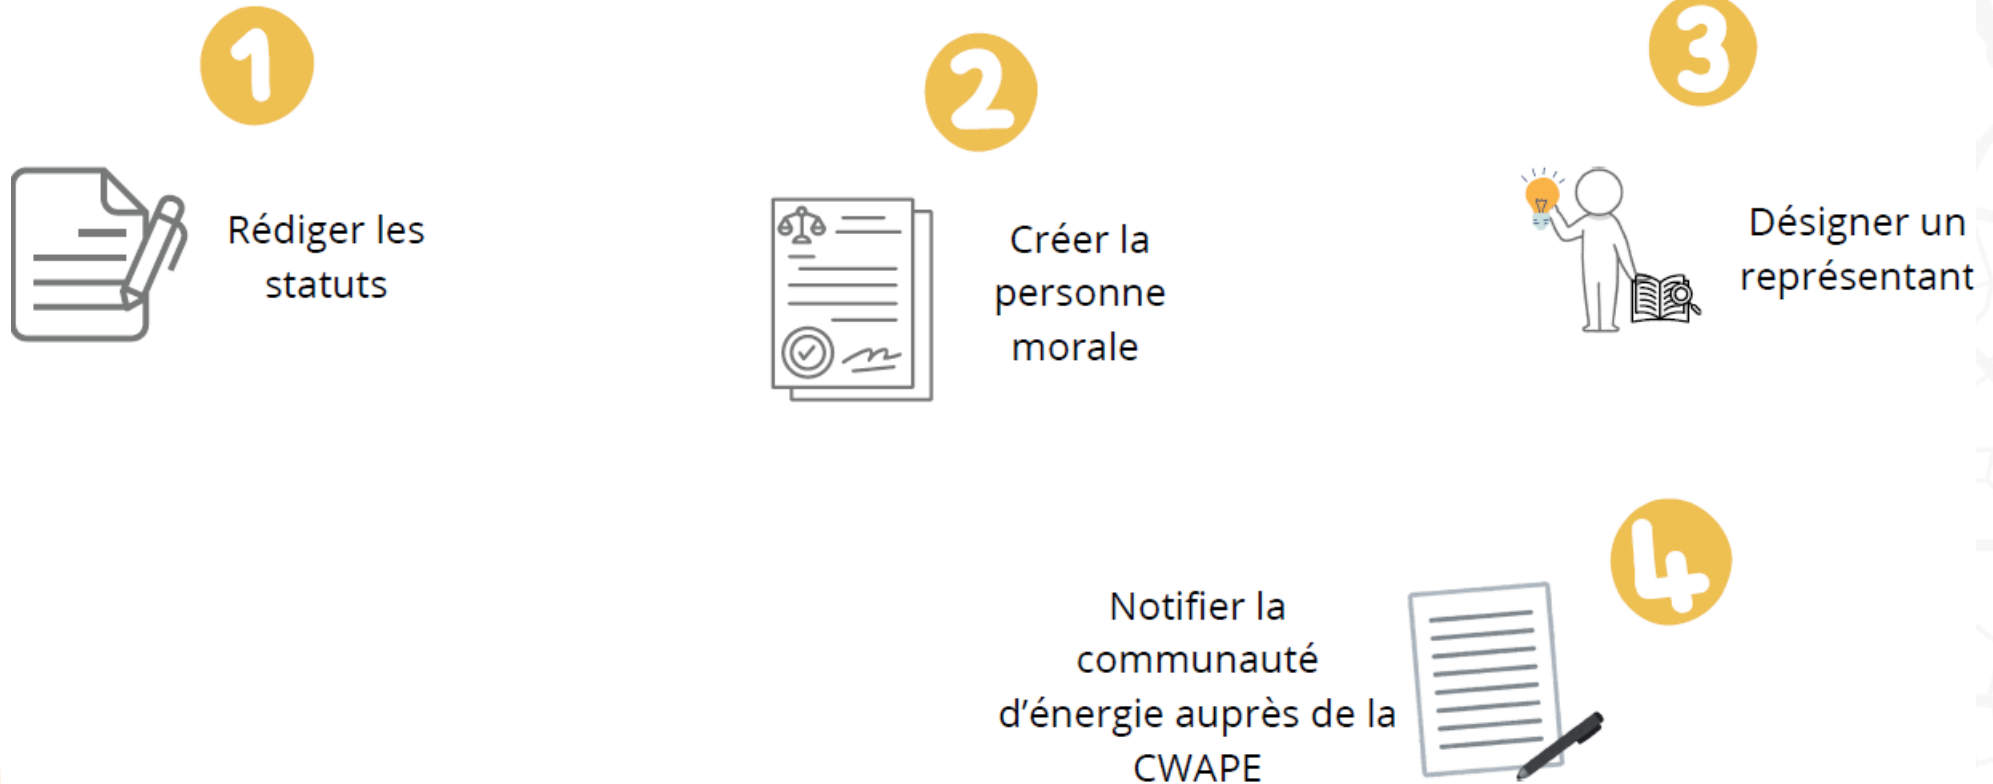 1
Rédiger les
statuts
2
Créer la
personne
morale
3
Désigner un
représentant
4
Notifier la
communauté
d'énergie auprès de la
CWAPE